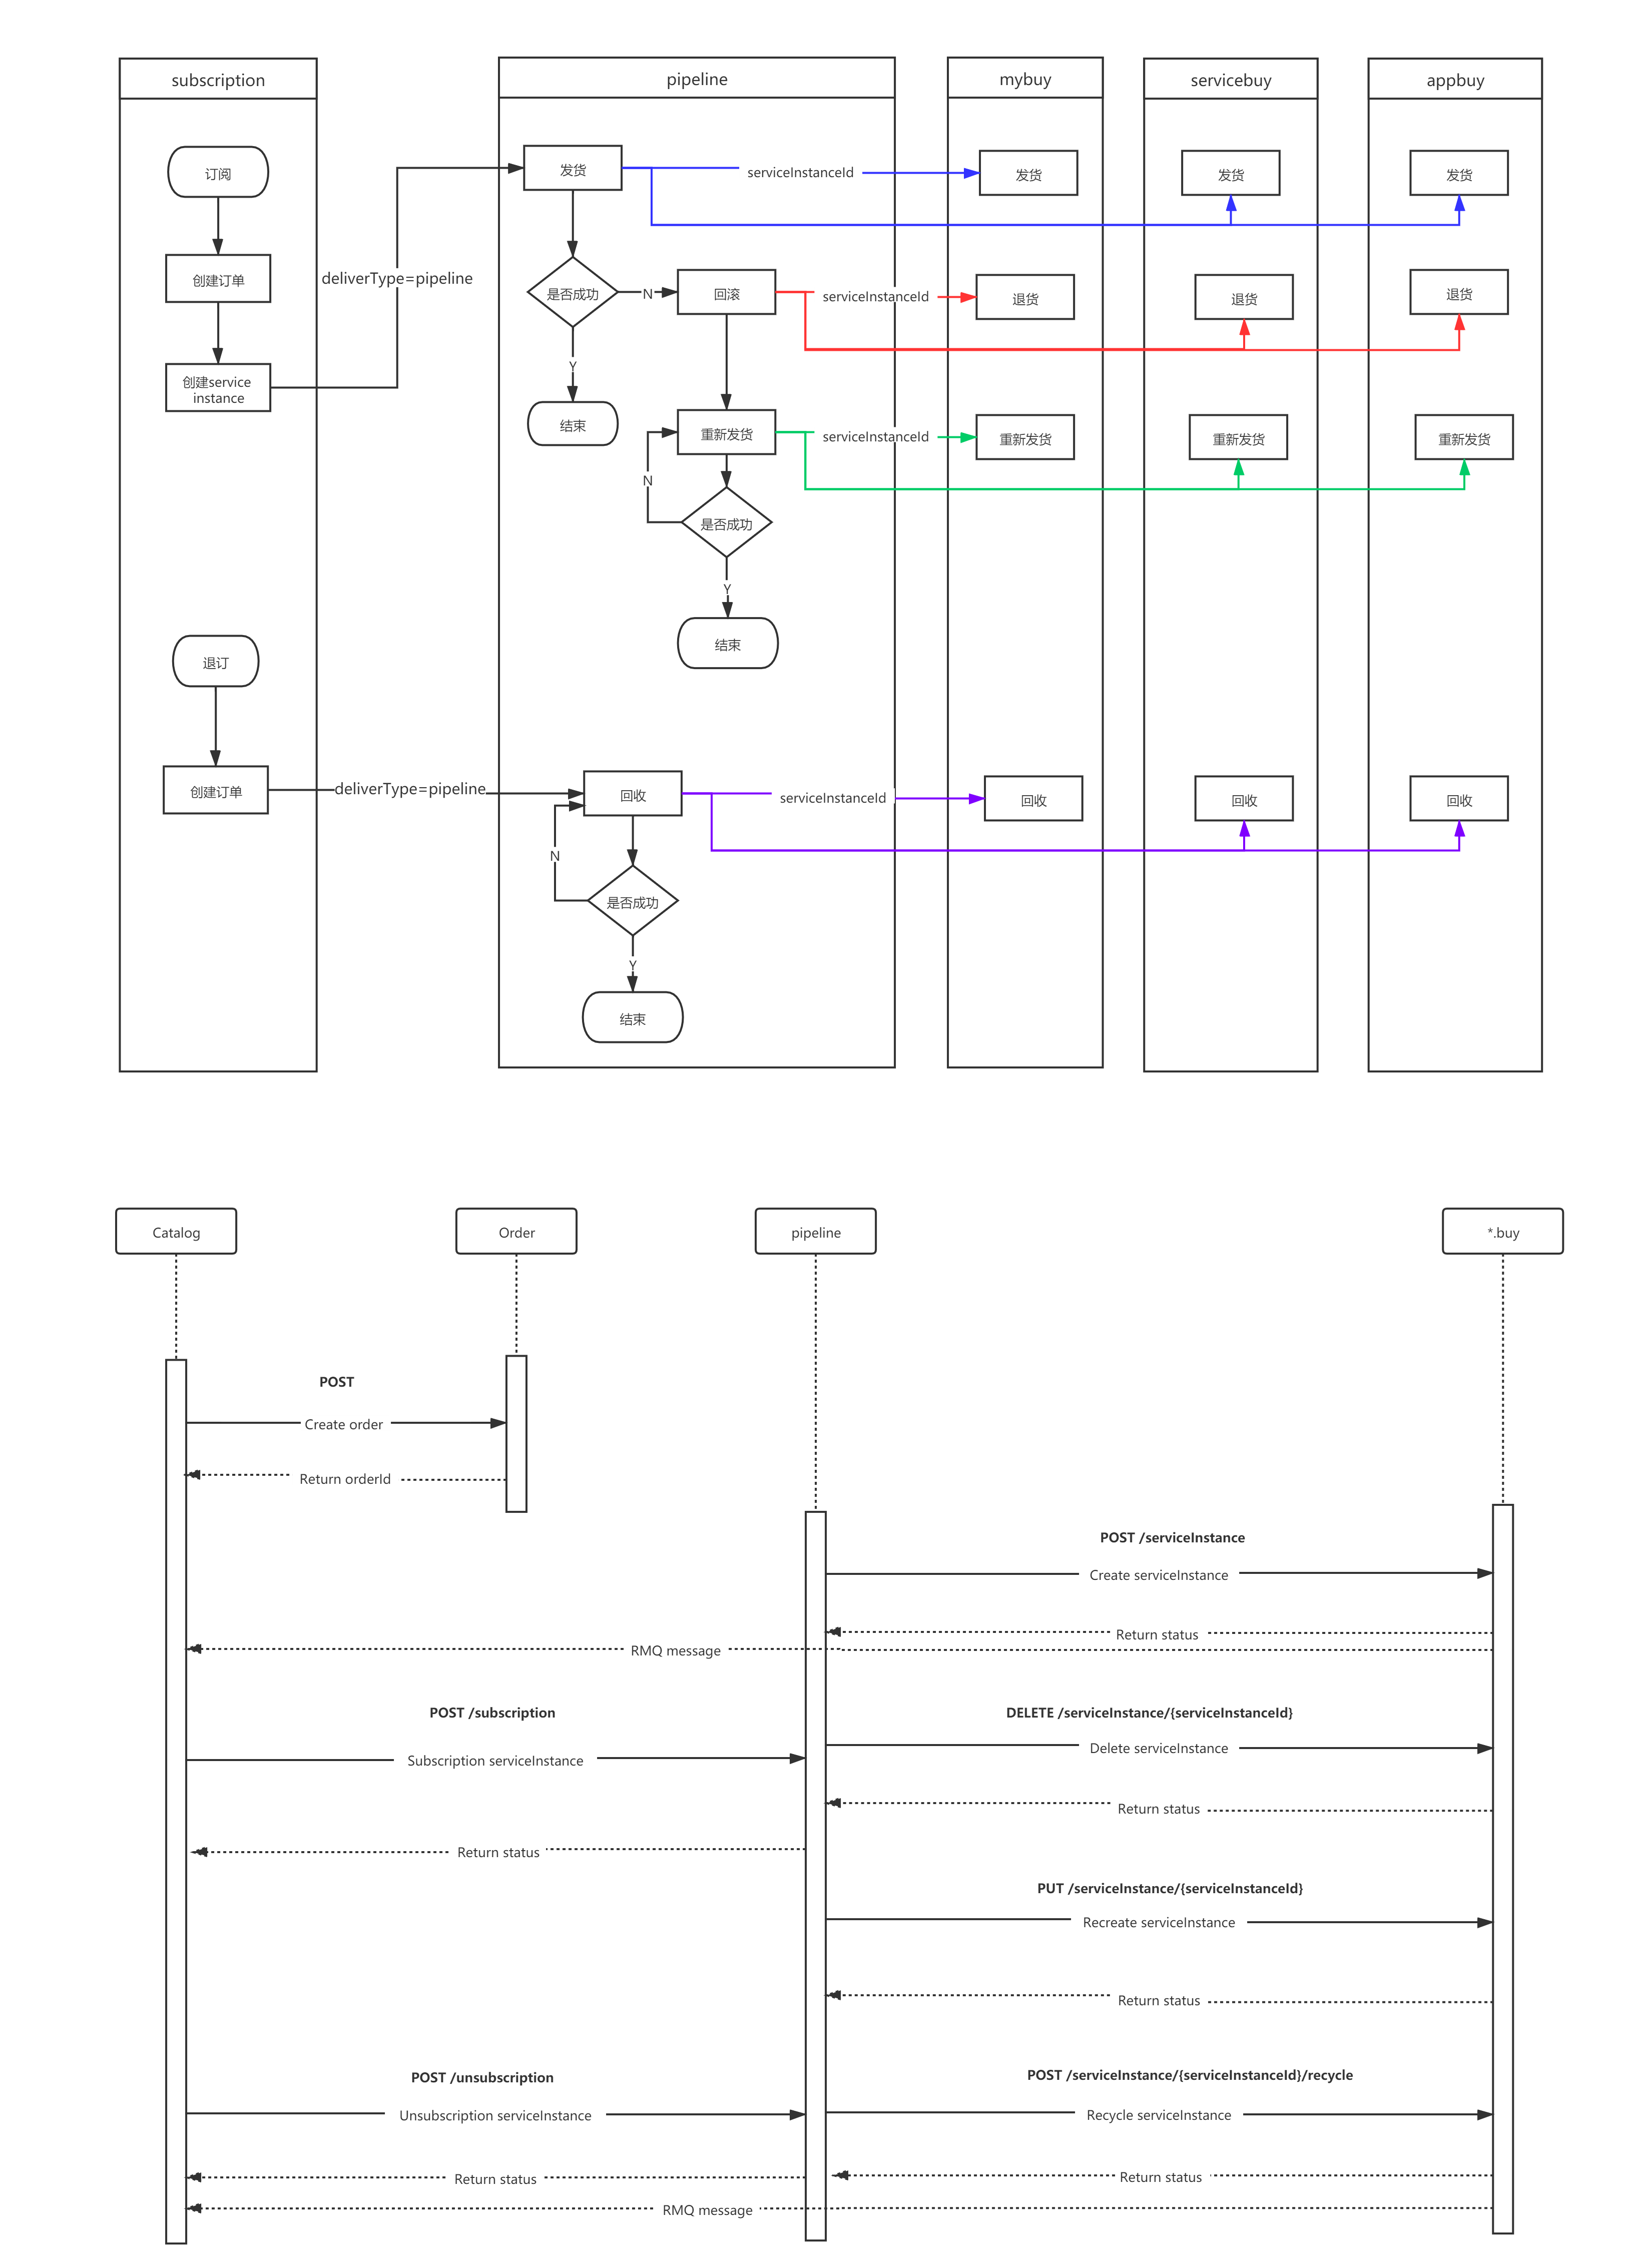 subscription
pipeline
mybuy
servicebuy
appbuy
订阅
发货
serviceInstanceId
发货
发货
发货
创建订单
deliverType=pipeline
是否成功
N
回滚
serviceInstanceId
退货
退货
退货
创建service
instance
Y
结束
重新发货
serviceInstanceId
重新发货
重新发货
重新发货
N
是否成功
Y
结束
退订
创建订单
deliverType=pipeline
回收
serviceInstanceId
回收
回收
回收
N
是否成功
Y
结束
Catalog
Order
pipeline
*.buy
POST
Create order
Return orderId
POST /serviceInstance
Create serviceInstance
Return status
RMQ message
POST /subscription
DELETE /serviceInstance/{serviceInstanceId}
Subscription serviceInstance
Delete serviceInstance
Return status
Return status
PUT /serviceInstance/{serviceInstanceId}
Recreate serviceInstance
Return status
POST /unsubscription
POST /serviceInstance/{serviceInstanceId}/recycle
Unsubscription serviceInstance
Recycle serviceInstance
Return status
Return status
RMQ message